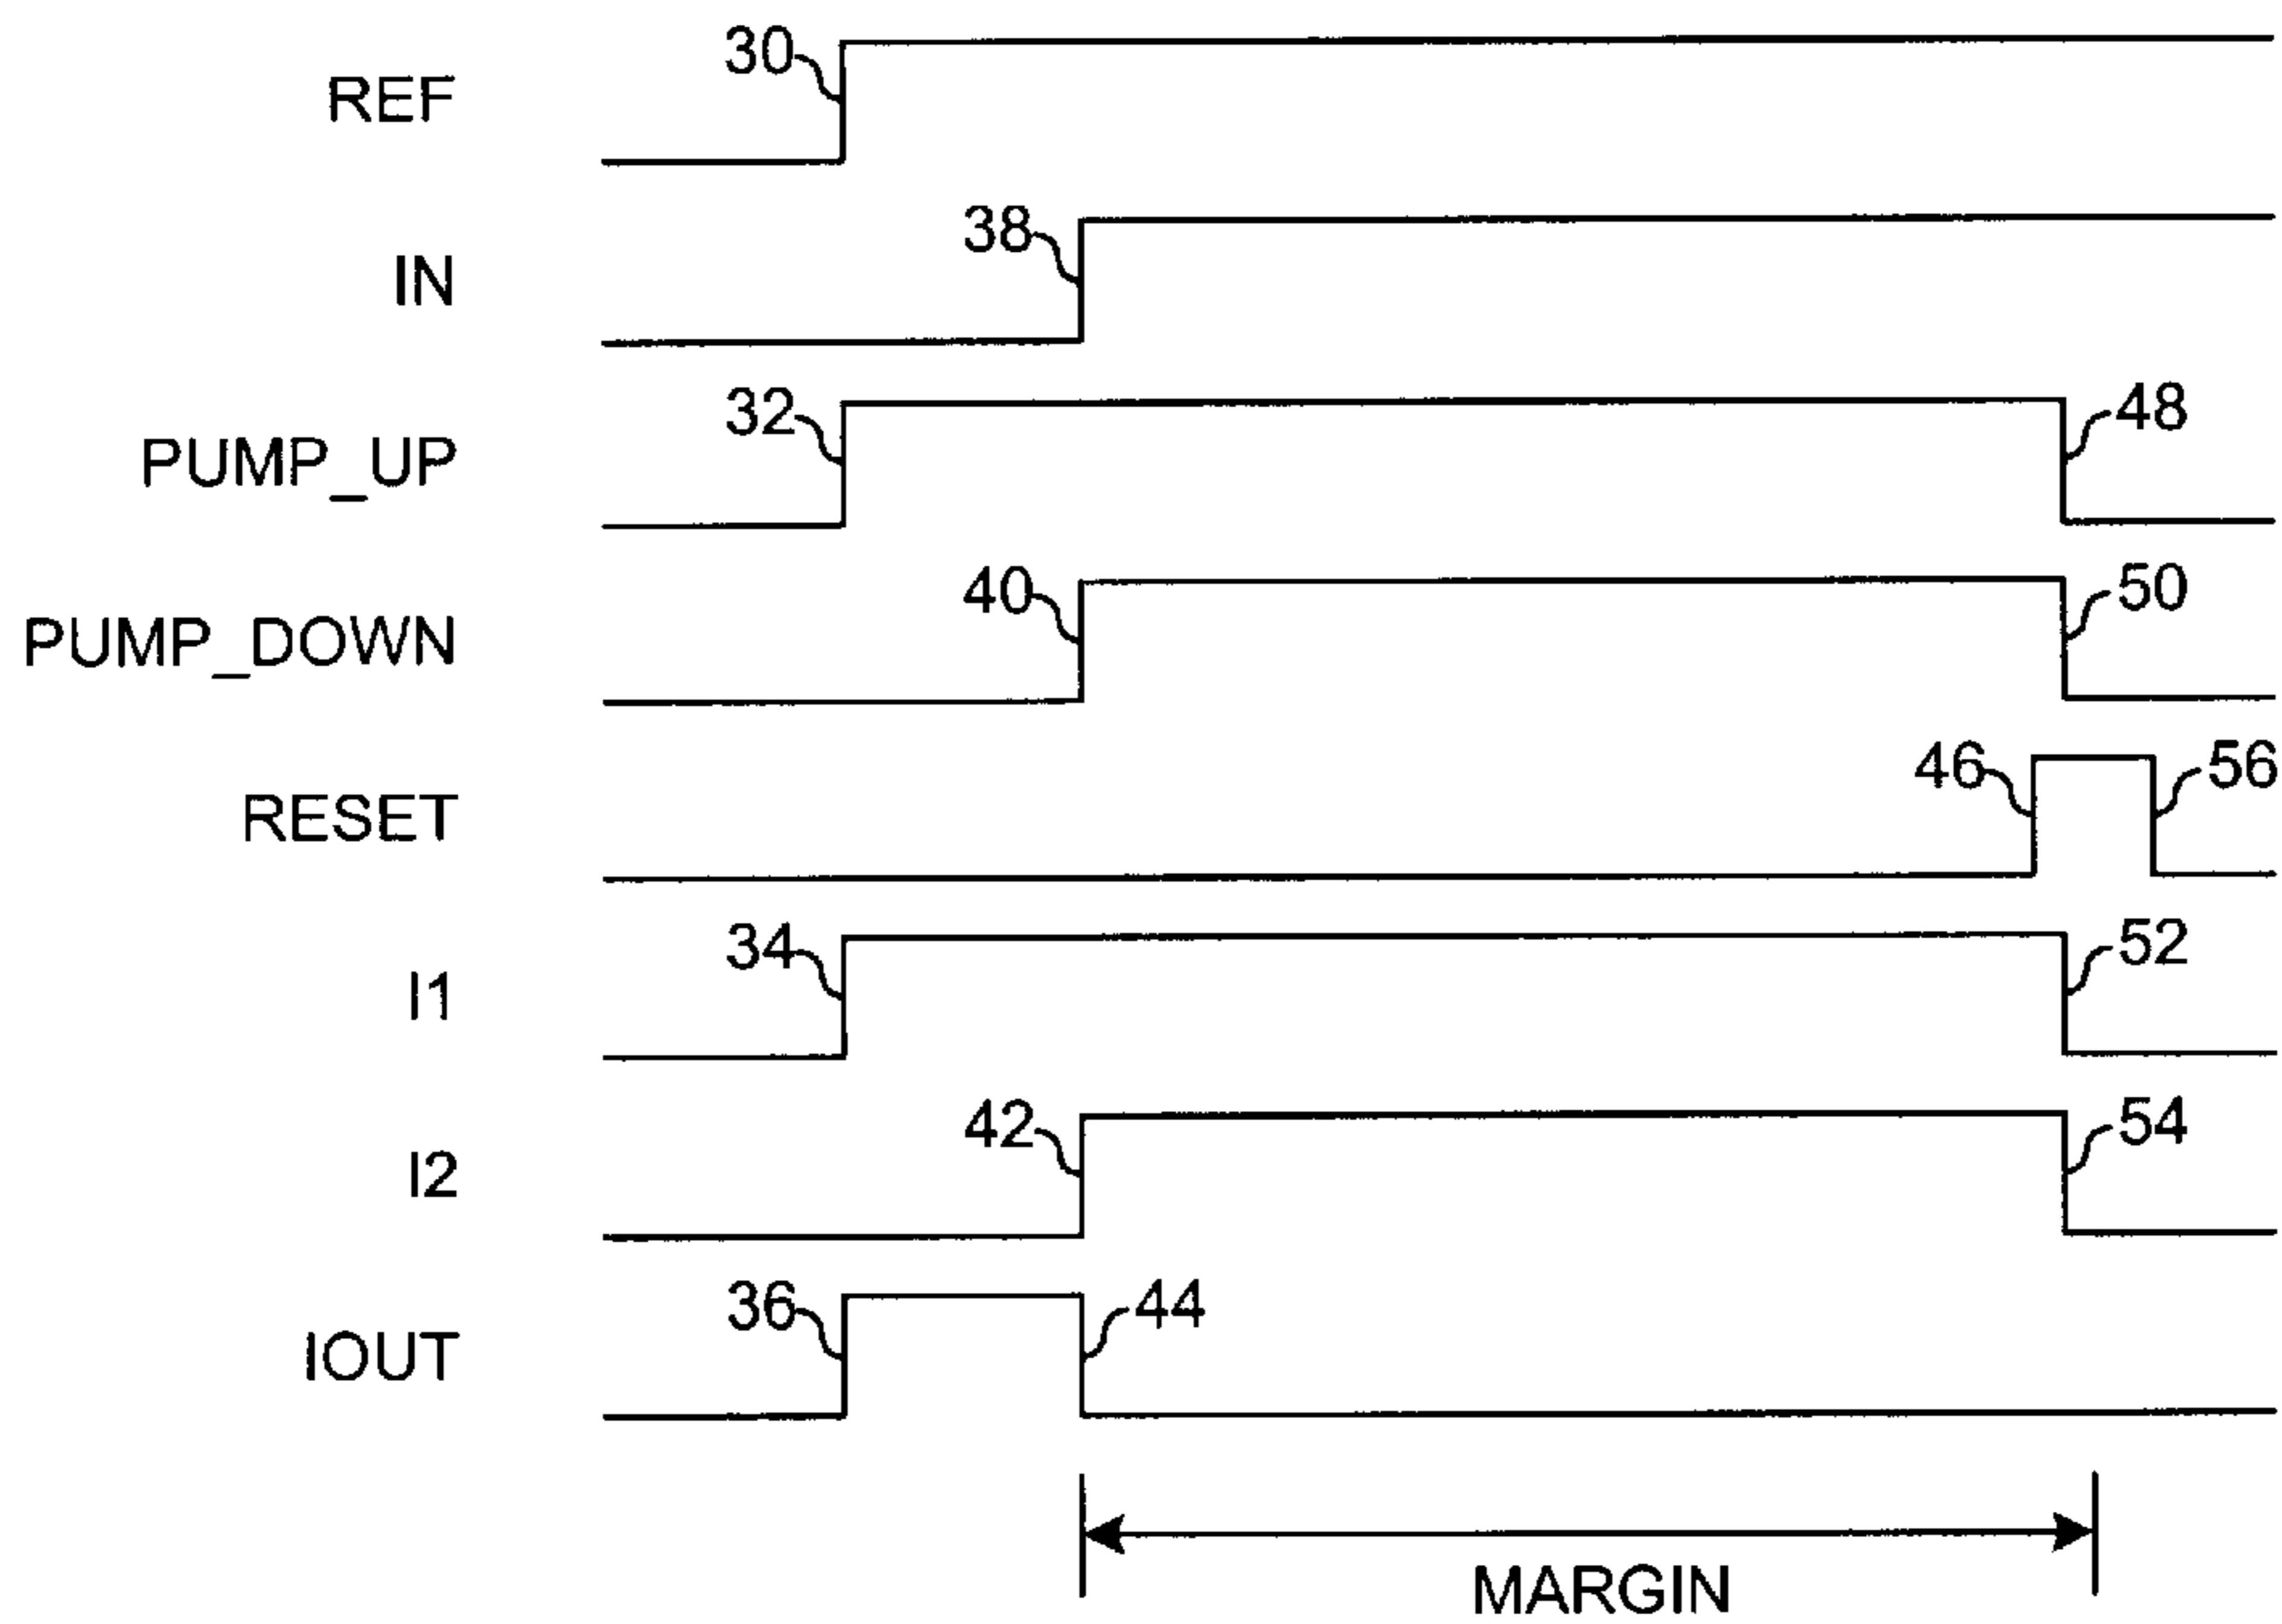 30
REF
38
IN
32
48
PUMP_UP
40
50
PUMP_DOWN
46
56
RESET
34
52
I1
42
54
I2
36
44
IOUT
MARGIN